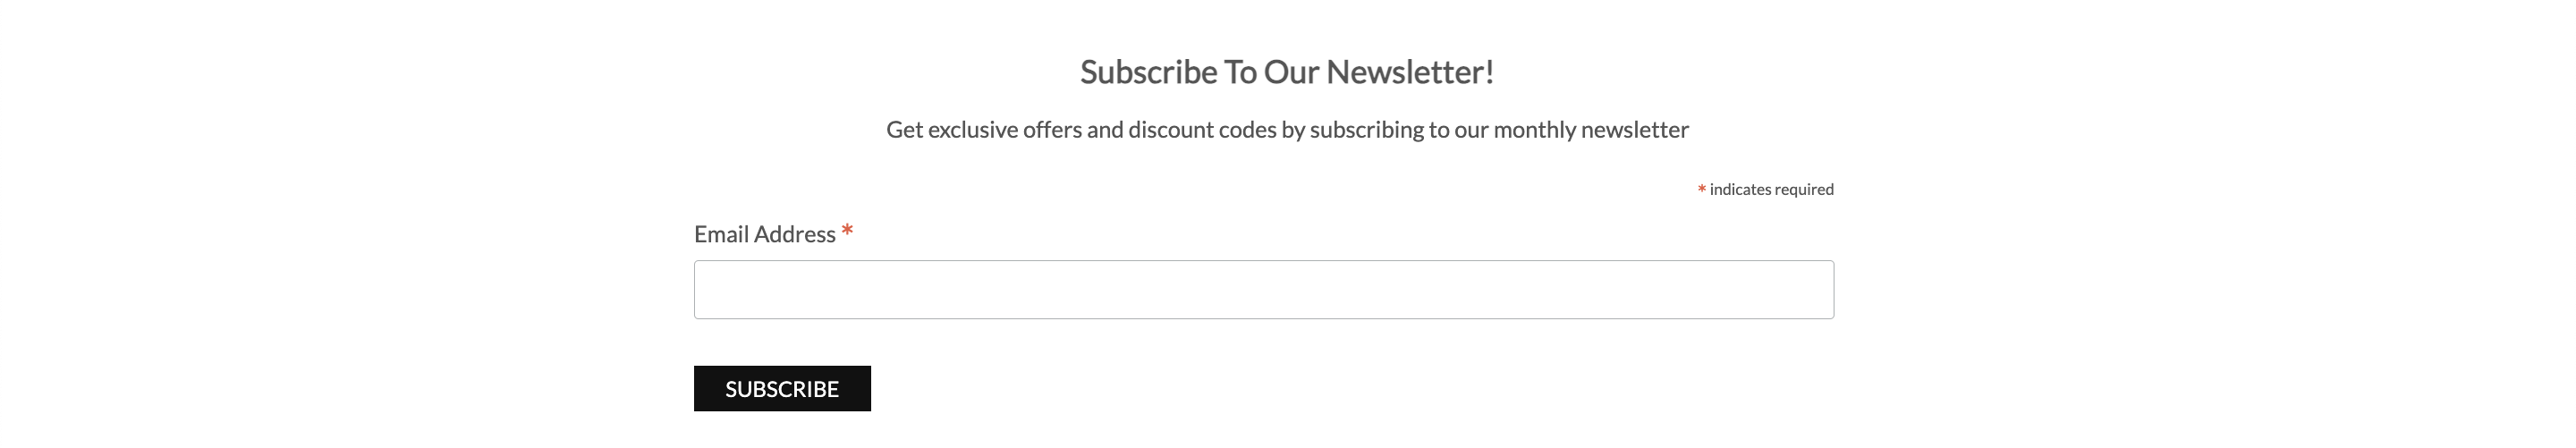 Subscribe To Our Newsletter!
Get exclusive offers and discount codes by subscribing to our monthly newsletter
* indicates required
Email Address *
SUBSCRIBE